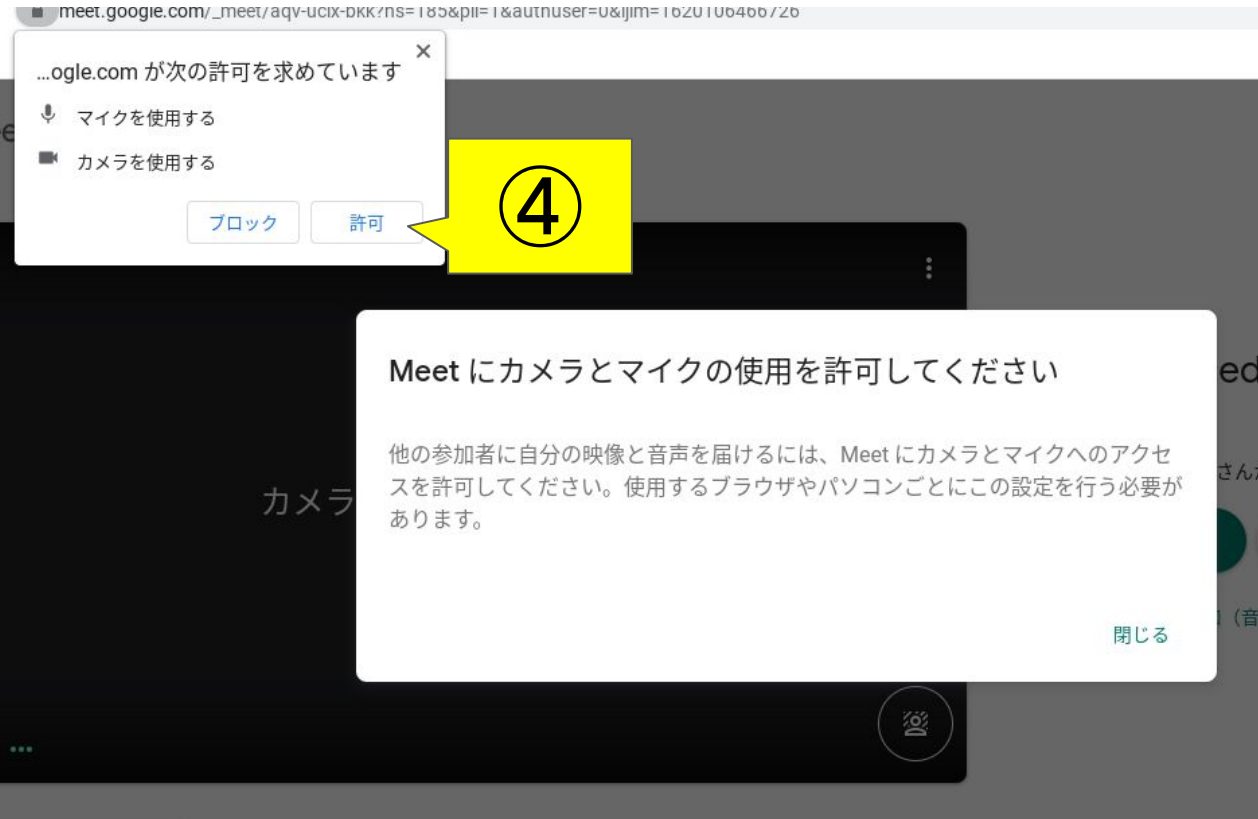 meet.google.com/_meet/aqv-ucix-bkk?hs=185&pli=1&authuser=0&ijlm=1620106466726
...ogle.com が次の許可を求めています
マイクを使用する
カメラを使用する
ブロック 許可
④
Meet にカメラとマイクの使用を許可してください
他の参加者に自分の映像と音声を届けるには、Meet にカメラとマイクへのアクセ
スを許可してください。使用するブラウザやパソコンごとにこの設定を行う必要が
あります。
カメラ
ed
さん
(音
閉じる